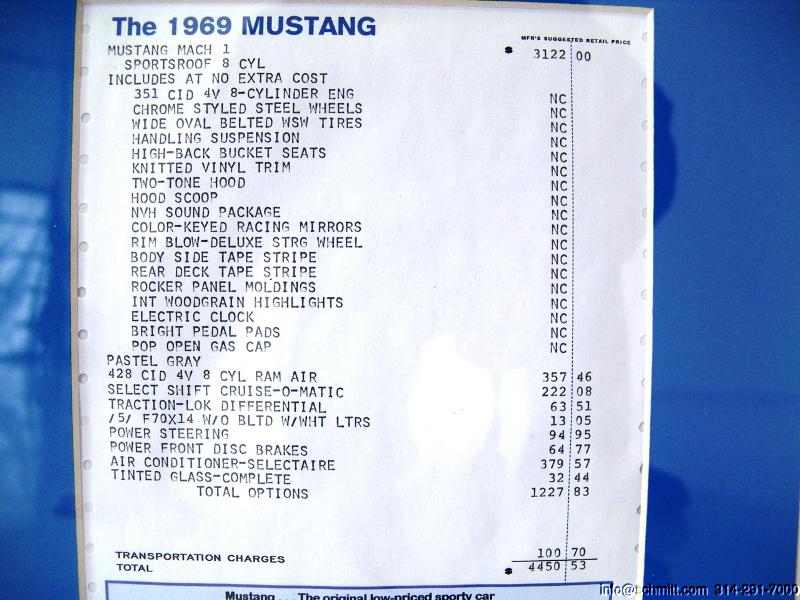 The 1969 MUSTANG
MFR'S SUGGESTED RETAIL PRICE
MUSTANG MACH 1 $ 3122 00
SPORTSROOF 8 CYL
INCLUDES AT NO EXTRA COST
351 CID 4V 8-CYLINDER ENG NC
CHROME STYLED STEEL WHEELS NC
WIDE OVAL BELTED WSW TIRES NC
HANDLING SUSPENSION NC
HIGH-BACK BUCKET SEATS NC
KNITTED VINYL TRIM NC
TWO-TONE HOOD NC
HOOD SCOOP NC
NVH SOUND PACKAGE NC
COLOR-KEYED RACING MIRRORS NC
RIM BLOW-DELUXE STRG WHEEL NC
BODY SIDE TAPE STRIPE NC
REAR DECK TAPE STRIPE NC
ROCKER PANEL MOLDINGS NC
INT WOODGRAIN HIGHLIGHTS NC
ELECTRIC CLOCK NC
BRIGHT PEDAL PADS NC
POP OPEN GAS CAP NC
PASTEL GRAY
428 CID 4V 8 CYL RAM AIR 357 46
SELECT SHIFT CRUISE-O-MATIC 222 08
TRACTION-LOK DIFFERENTIAL 63 51
/5/ F70X14 W/O BLTD W/WHT LTRS 13 05
POWER STEERING 94 95
POWER FRONT DISC BRAKES 64 77
AIR CONDITIONER-SELECTAIRE 379 57
TINTED GLASS-COMPLETE 32 44
TOTAL OPTIONS 1227 83
TRANSPORTATION CHARGES 100 70
TOTAL $ 4450 53
Mustang... The original low-priced sporty car
info@tschmitt.com 314-291-7000